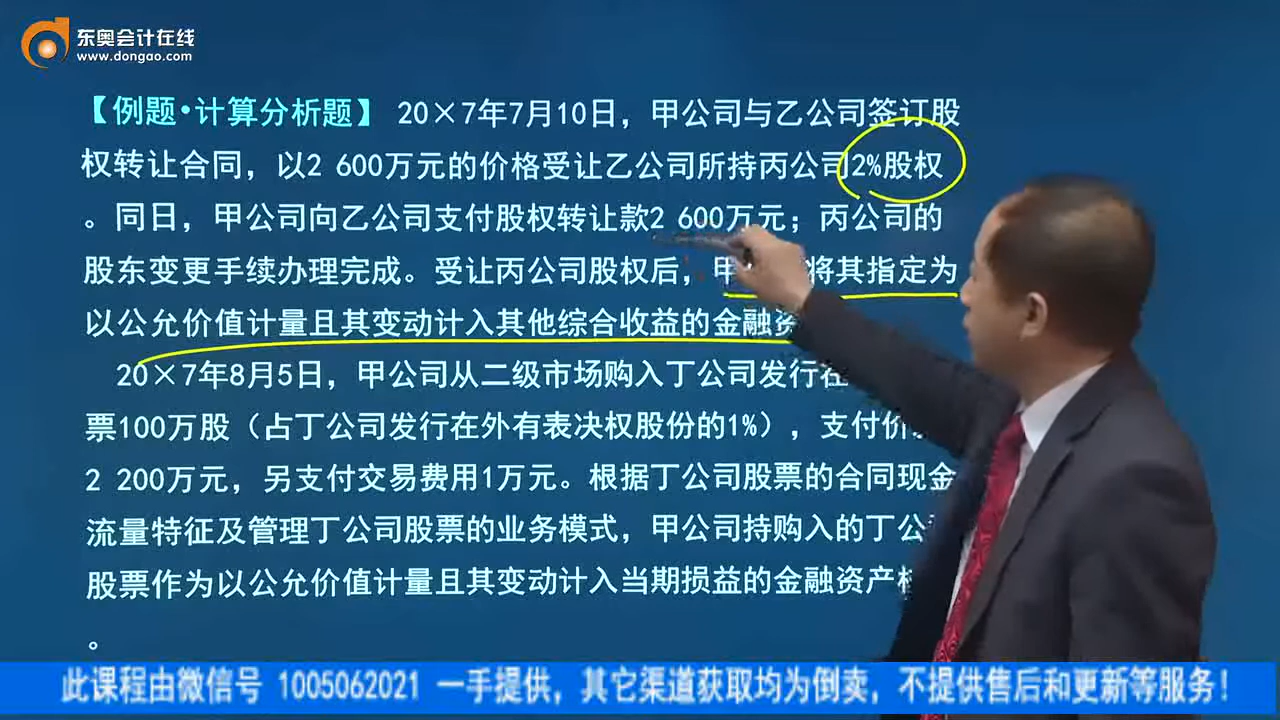 东奥会计在线
www.dongao.com
【例题•计算分析题】 20×7年7月10日，甲公司与乙公司签订股
权转让合同，以2 600万元的价格受让乙公司所持丙公司2%股权
。同日，甲公司向乙公司支付股权转让款2 600万元；丙公司的
股东变更手续办理完成。受让丙公司股权后，甲 将其指定为
以公允价值计量且其变动计入其他综合收益的金融资
20×7年8月5日，甲公司从二级市场购入丁公司发行在
票100万股（占丁公司发行在外有表决权股份的1%），支付价
2 200万元，另支付交易费用1万元。根据丁公司股票的合同现金
流量特征及管理丁公司股票的业务模式，甲公司持购入的丁公
股票作为以公允价值计量且其变动计入当期损益的金融资产
。
此课程由微信号 1005062021 一手提供，其它渠道获取均为倒卖，不提供售后和更新等服务！